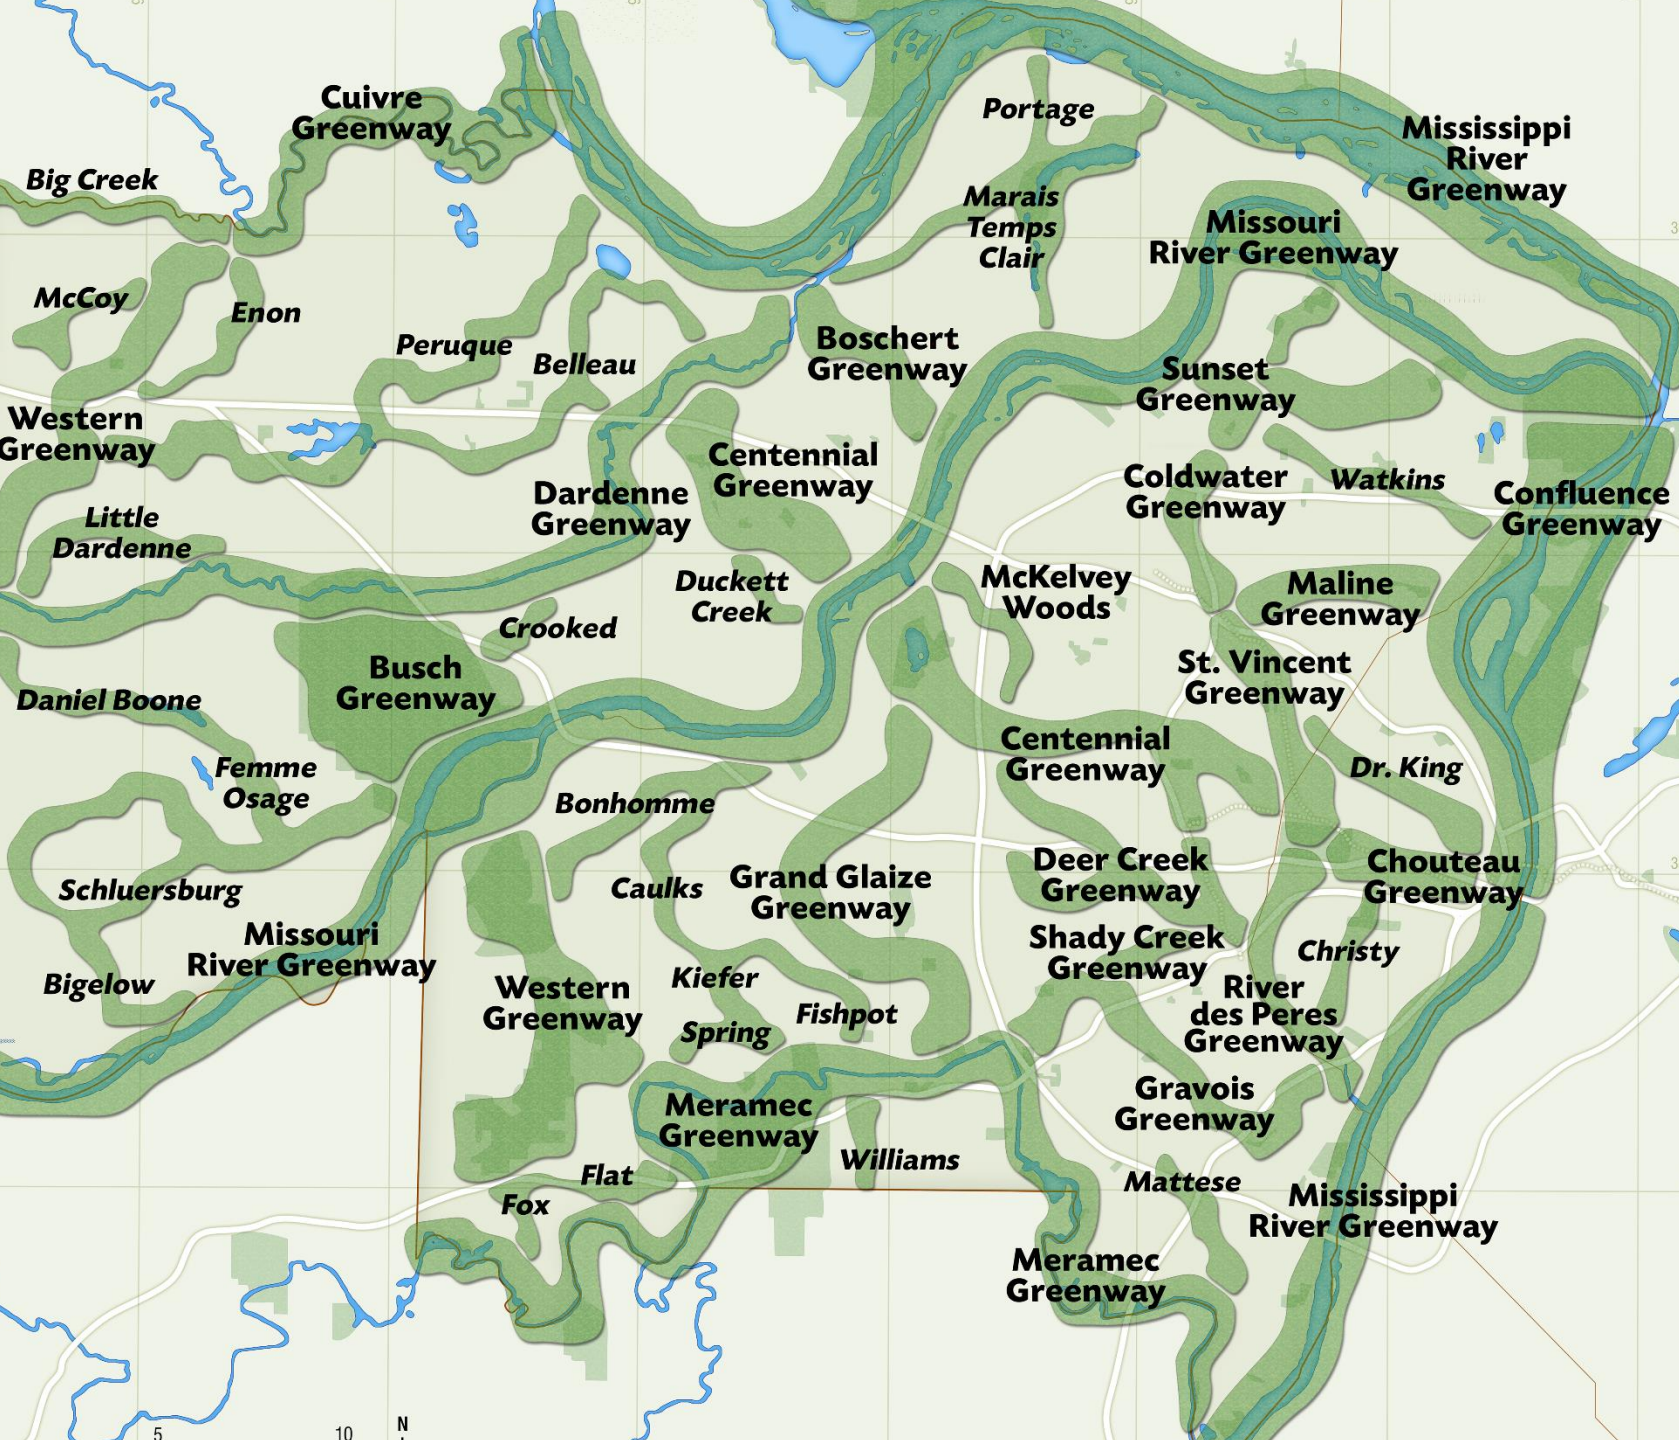 Cuivre
Greenway
Portage
Mississippi
River
Greenway
Big Creek
Marais
Temps
Clair
Missouri
River Greenway
McCoy
Enon
Peruque
Belleau
Boschert
Greenway
Sunset
Greenway
Western
Greenway
Centennial
Greenway
Coldwater
Greenway
Watkins
Confluence
Greenway
Dardenne
Greenway
Little
Dardenne
Duckett
Creek
McKelvey
Woods
Maline
Greenway
Crooked
Busch
Greenway
St. Vincent
Greenway
Daniel Boone
Centennial
Greenway
Dr. King
Femme
Osage
Bonhomme
Schluersburg
Caulks
Grand Glaize
Greenway
Deer Creek
Greenway
Chouteau
Greenway
Missouri
River Greenway
Shady Creek
Greenway
Christy
Bigelow
Western
Greenway
Kiefer
Spring
Fishpot
River
des Peres
Greenway
Meramec
Greenway
Gravois
Greenway
Williams
Flat
Fox
Mattese
Mississippi
River Greenway
Meramec
Greenway
5
10
N